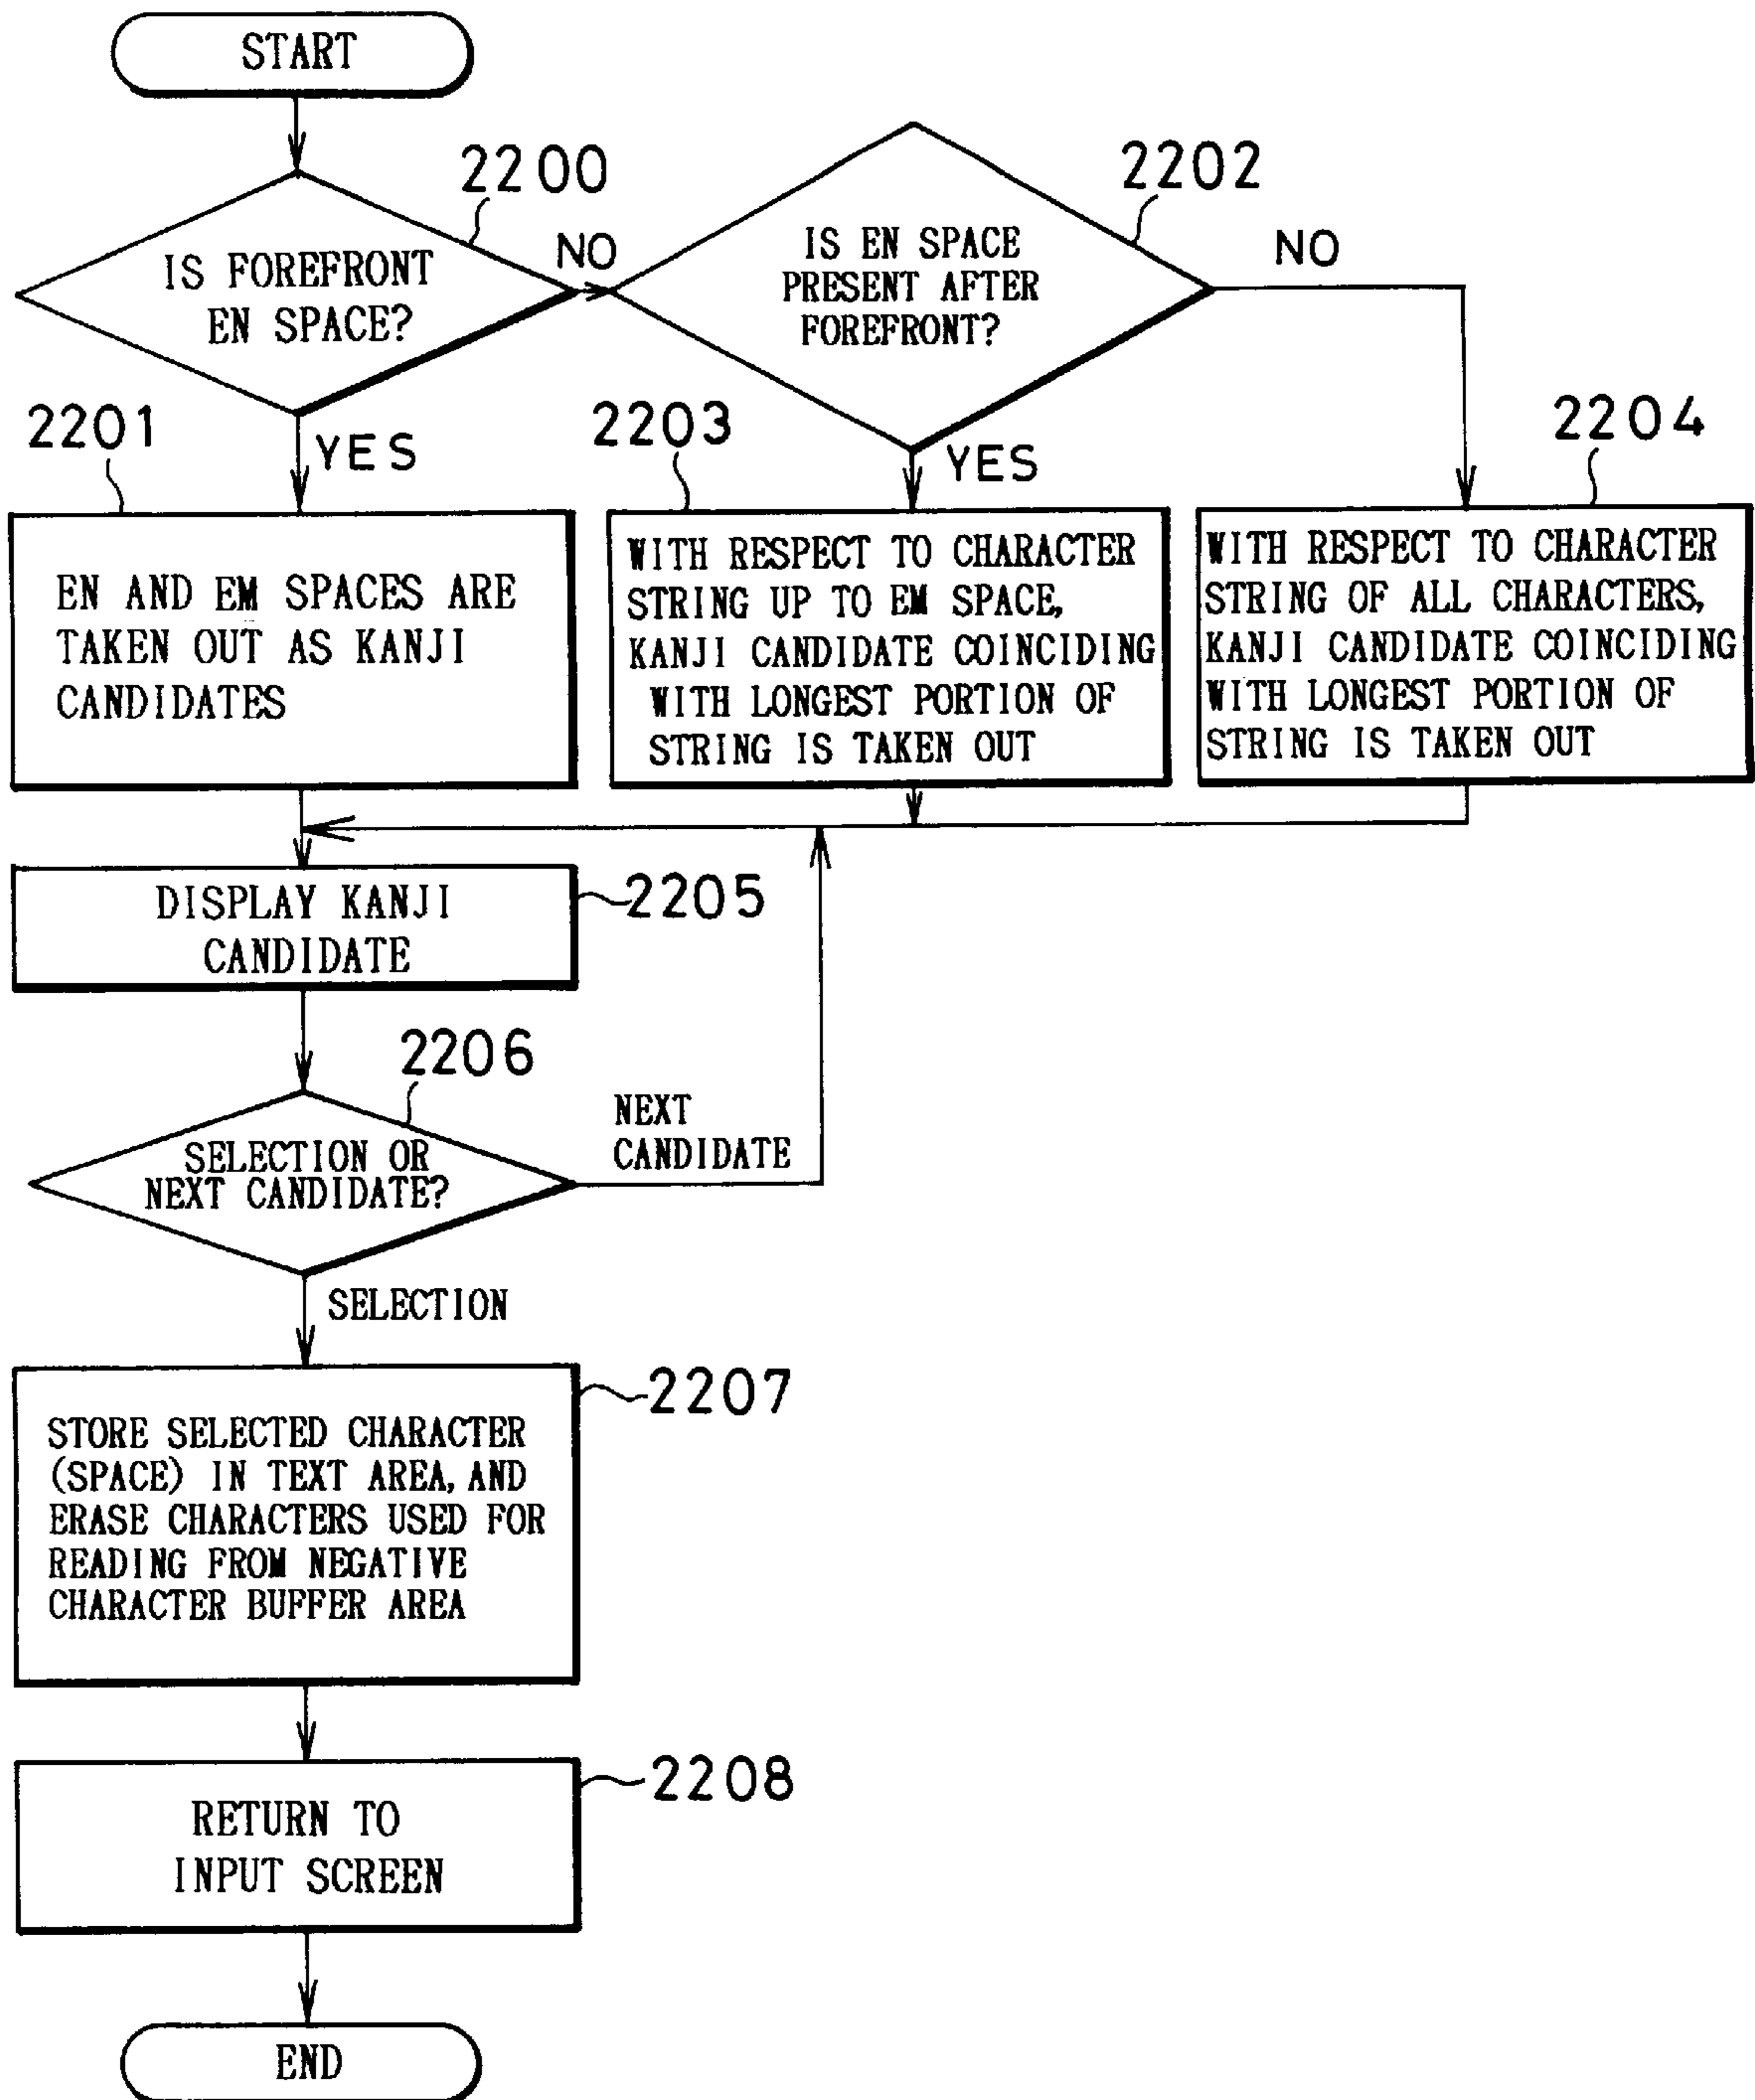 START
2200
IS FOREFRONT
EN SPACE?
NO
2202
IS EN SPACE
PRESENT AFTER
FOREFRONT?
NO
2201
YES
2203
YES
2204
EN AND EM SPACES ARE
TAKEN OUT AS KANJI
CANDIDATES
WITH RESPECT TO CHARACTER
STRING UP TO EM SPACE,
KANJI CANDIDATE COINCIDING
WITH LONGEST PORTION OF
STRING IS TAKEN OUT
WITH RESPECT TO CHARACTER
STRING OF ALL CHARACTERS,
KANJI CANDIDATE COINCIDING
WITH LONGEST PORTION OF
STRING IS TAKEN OUT
DISPLAY KANJI
CANDIDATE
2205
2206
SELECTION OR
NEXT CANDIDATE?
NEXT
CANDIDATE
SELECTION
2207
STORE SELECTED CHARACTER
(SPACE) IN TEXT AREA, AND
ERASE CHARACTERS USED FOR
READING FROM NEGATIVE
CHARACTER BUFFER AREA
2208
RETURN TO
INPUT SCREEN
END